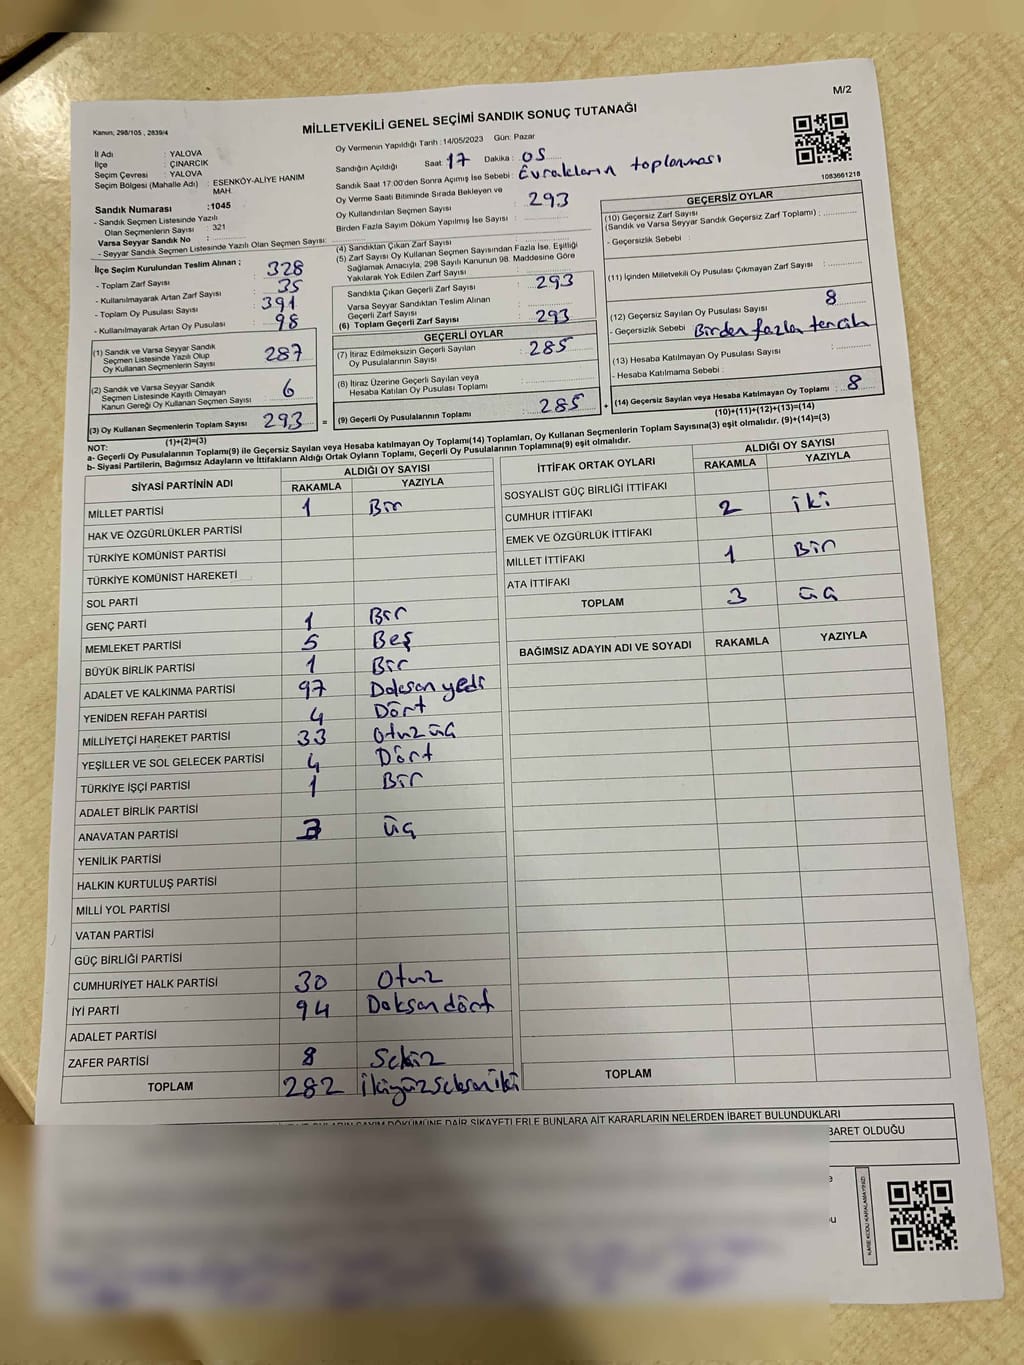 M/2
Kanun; 298/105 , 2839/4
MİLLETVEKİLİ GENEL SEÇİMİ SANDIK SONUÇ TUTANAĞI
İl Adı : YALOVA
İlçe : ÇINARCIK
Seçim Çevresi : YALOVA
Seçim Bölgesi (Mahalle Adı) : ESENKÖY-ALİYE HANIM
MAH.
Sandık Numarası :1045
- Sandık Seçmen Listesinde Yazılı
Olan Seçmenlerin Sayısı : 321
Varsa Seyyar Sandık No :
- Seyyar Sandık Seçmen Listesinde Yazılı Olan Seçmen Sayısı:
İlçe Seçim Kurulundan Teslim Alınan ;
- Toplam Zarf Sayısı : 328
- Kullanılmayarak Artan Zarf Sayısı : 35
- Toplam Oy Pusulası Sayısı : 391
- Kullanılmayarak Artan Oy Pusulası : 98
(1) Sandık ve Varsa Seyyar Sandık
Seçmen Listesinde Yazılı Olup
Oy Kullanan Seçmenlerin Sayısı : 287
(2) Sandık ve Varsa Seyyar Sandık
Seçmen Listesinde Kayıtlı Olmayan
Kanun Gereği Oy Kullanan Seçmen Sayısı : 6
(3) Oy Kullanan Seçmenlerin Toplam Sayısı : 293
(1)+(2)=(3)
Oy Vermenin Yapıldığı Tarih : 14/05/2023 Gün: Pazar
Sandığın Açıldığı Saat: 17 Dakika : 05
Sandık Saat 17:00'den Sonra Açımış İse Sebebi : Evrakların toplanması
Oy Verme Saati Bitiminde Sırada Bekleyen ve
Oy Kullandırılan Seçmen Sayısı : 293
Birden Fazla Sayım Döküm Yapılmış İse Sayısı :
(4) Sandıktan Çıkan Zarf Sayısı :
(5) Zarf Sayısı Oy Kullanan Seçmen Sayısından Fazla İse, Eşitliği
Sağlamak Amacıyla, 298 Sayılı Kanunun 98. Maddesine Göre
Yakılarak Yok Edilen Zarf Sayısı :
Sandıkta Çıkan Geçerli Zarf Sayısı : 293
Varsa Seyyar Sandıktan Teslim Alınan
Geçerli Zarf Sayısı :
(6) Toplam Geçerli Zarf Sayısı : 293
GEÇERLİ OYLAR
(7) İtiraz Edilmeksizin Geçerli Sayılan
Oy Pusulalarının Sayısı : 285
(8) İtiraz Üzerine Geçerli Sayılan veya
Hesaba Katılan Oy Pusulası Toplamı :
= (9) Geçerli Oy Pusulalarının Toplamı : 285
1083661218
GEÇERSİZ OYLAR
(10) Geçersiz Zarf Sayısı
(Sandık ve Varsa Seyyar Sandık Geçersiz Zarf Toplamı) :
- Geçersizlik Sebebi :
(11) İçinden Milletvekili Oy Pusulası Çıkmayan Zarf Sayısı :
(12) Geçersiz Sayılan Oy Pusulası Sayısı : 8
- Geçersizlik Sebebi : Birden fazla tercih
(13) Hesaba Katılmayan Oy Pusulası Sayısı :
- Hesaba Katılmama Sebebi :
+ (14) Geçersiz Sayılan veya Hesaba Katılmayan Oy Toplamı : 8
(10)+(11)+(12)+(13)=(14)
NOT:
a- Geçerli Oy Pusulalarının Toplamı(9) ile Geçersiz Sayılan veya Hesaba katılmayan Oy Toplamı(14) Toplamları, Oy Kullanan Seçmenlerin Toplam Sayısına(3) eşit olmalıdır. (9)+(14)=(3)
b- Siyasi Partilerin, Bağımsız Adayların ve İttifakların Aldığı Ortak Oyların Toplamı, Geçerli Oy Pusulalarının Toplamına(9) eşit olmalıdır.
SİYASİ PARTİNİN ADI
ALDIĞI OY SAYISI
RAKAMLA YAZIYLA
MİLLET PARTİSİ 1 Bir
HAK VE ÖZGÜRLÜKLER PARTİSİ
TÜRKİYE KOMÜNİST PARTİSİ
TÜRKİYE KOMÜNİST HAREKETİ
SOL PARTİ
GENÇ PARTİ 1 Bir
MEMLEKET PARTİSİ 5 Beş
BÜYÜK BİRLİK PARTİSİ 1 Bir
ADALET VE KALKINMA PARTİSİ 97 Doksan yedi
YENİDEN REFAH PARTİSİ 4 Dört
MİLLİYETÇİ HAREKET PARTİSİ 33 Otuz üç
YEŞİLLER VE SOL GELECEK PARTİSİ 4 Dört
TÜRKİYE İŞÇİ PARTİSİ 1 Bir
ADALET BİRLİK PARTİSİ
ANAVATAN PARTİSİ 3 üç
YENİLİK PARTİSİ
HALKIN KURTULUŞ PARTİSİ
MİLLİ YOL PARTİSİ
VATAN PARTİSİ
GÜÇ BİRLİĞİ PARTİSİ
CUMHURİYET HALK PARTİSİ 30 Otuz
İYİ PARTİ 94 Doksan dört
ADALET PARTİSİ
ZAFER PARTİSİ 8 Sekiz
TOPLAM 282 İkiyüzseksen iki
İTTİFAK ORTAK OYLARI
ALDIĞI OY SAYISI
RAKAMLA YAZIYLA
SOSYALİST GÜÇ BİRLİĞİ İTTİFAKI
CUMHUR İTTİFAKI 2 iki
EMEK VE ÖZGÜRLÜK İTTİFAKI
MİLLET İTTİFAKI 1 Bir
ATA İTTİFAKI
TOPLAM 3 üç
BAĞIMSIZ ADAYIN ADI VE SOYADI RAKAMLA YAZIYLA
TOPLAM
SAYIM DÖKÜMÜNE DAİR ŞİKAYETLERLE BUNLARA AİT KARARLARIN NELERDEN İBARET BULUNDUKLARI
İBARET OLDUĞU
KARE KODU KARALAMAYINIZ!